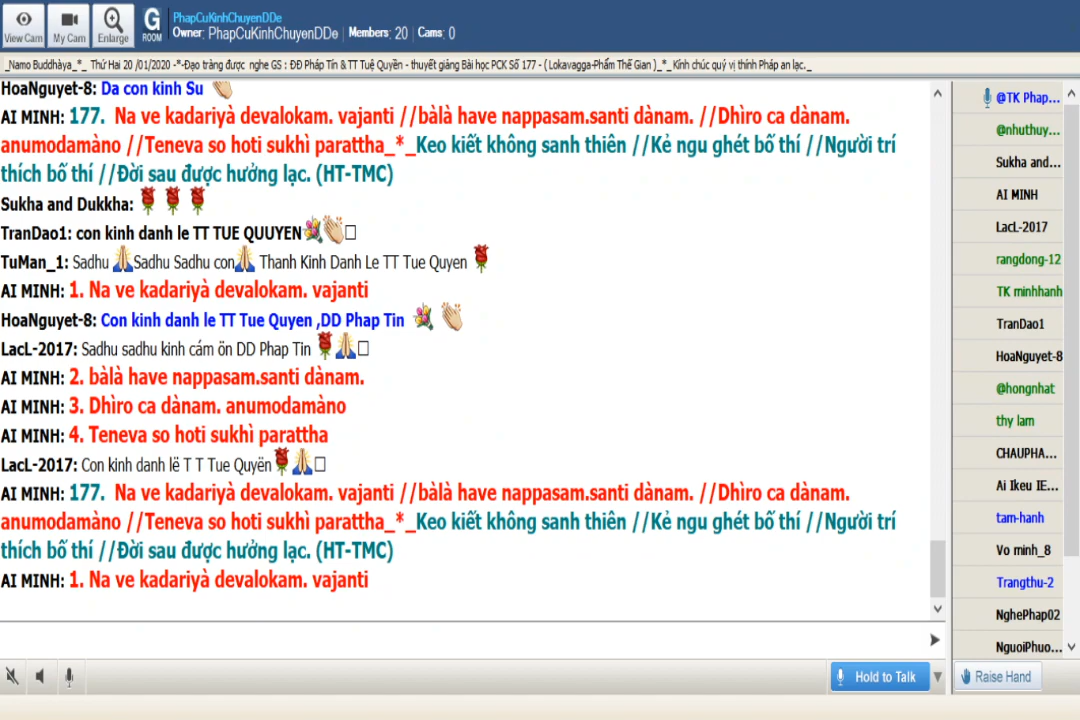 View Cam
My Cam
Enlarge
G
ROOM
PhapCuKinhChuyenDDe
Owner: PhapCuKinhChuyenDDe | Members: 20 | Cams: 0
_Namo Buddhàya_*_ Thứ Hai 20 /01/2020 -*-Đạo tràng được nghe GS : ĐĐ Pháp Tín & TT Tuệ Quyền - thuyết giảng Bài học PCK Số 177 - ( Lokavagga-Phẩm Thế Gian )_*_Kính chúc quý vị thính Pháp an lạc._
HoaNguyet-8: Da con kinh Su
AI MINH: 177. Na ve kadariyà devalokam. vajanti //bàlà have nappasam.santi dànam. //Dhìro ca dànam.
anumodamàno //Teneva so hoti sukhì parattha_*_Keo kiết không sanh thiên //Kẻ ngu ghét bố thí //Người trí
thích bố thí //Đời sau được hưởng lạc. (HT-TMC)
Sukha and Dukkha:
TranDao1: con kinh danh le TT TUE QUUYEN
TuMan_1: Sadhu Sadhu Sadhu con Thanh Kinh Danh Le TT Tue Quyen
AI MINH: 1. Na ve kadariyà devalokam. vajanti
HoaNguyet-8: Con kinh danh le TT Tue Quyen ,DD Phap Tin
LacL-2017: Sadhu sadhu kinh cám ön DD Phap Tin
AI MINH: 2. bàlà have nappasam.santi dànam.
AI MINH: 3. Dhìro ca dànam. anumodamàno
AI MINH: 4. Teneva so hoti sukhì parattha
LacL-2017: Con kinh danh lë T T Tue Quyën
AI MINH: 177. Na ve kadariyà devalokam. vajanti //bàlà have nappasam.santi dànam. //Dhìro ca dànam.
anumodamàno //Teneva so hoti sukhì parattha_*_Keo kiết không sanh thiên //Kẻ ngu ghét bố thí //Người trí
thích bố thí //Đời sau được hưởng lạc. (HT-TMC)
AI MINH: 1. Na ve kadariyà devalokam. vajanti
@TK Phap...
@nhuthuy...
Sukha and...
AI MINH
LacL-2017
rangdong-12
TK minhhanh
TranDao1
HoaNguyet-8
@hongnhat
thy lam
CHAUPHA...
Ai Ikeu IE...
tam-hanh
Vo minh_8
Trangthu-2
NghePhap02
NguoiPhuo...
Hold to Talk
Raise Hand